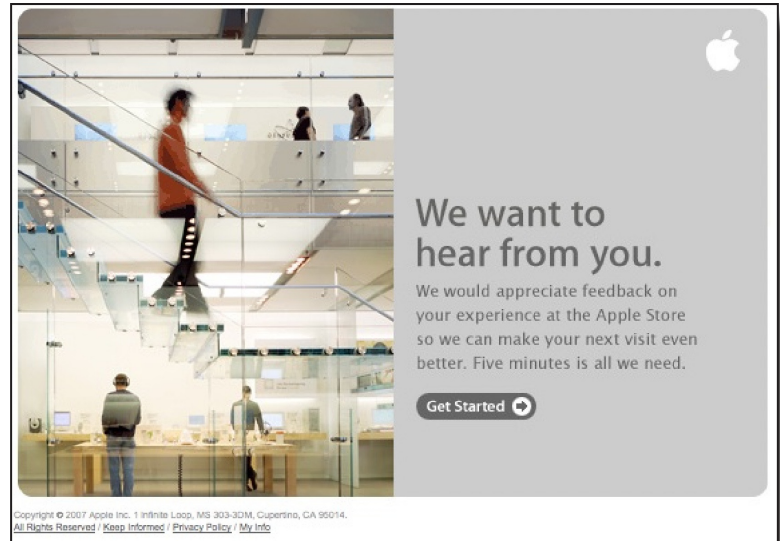 We want to
hear from you.
We would appreciate feedback on
your experience at the Apple Store
so we can make your next visit even
better. Five minutes is all we need.
Get Started
Copyright © 2007 Apple Inc. 1 Infinite Loop, MS 303-3DM, Cupertino, CA 95014.
All Rights Reserved / Keep Informed / Privacy Policy / My Info